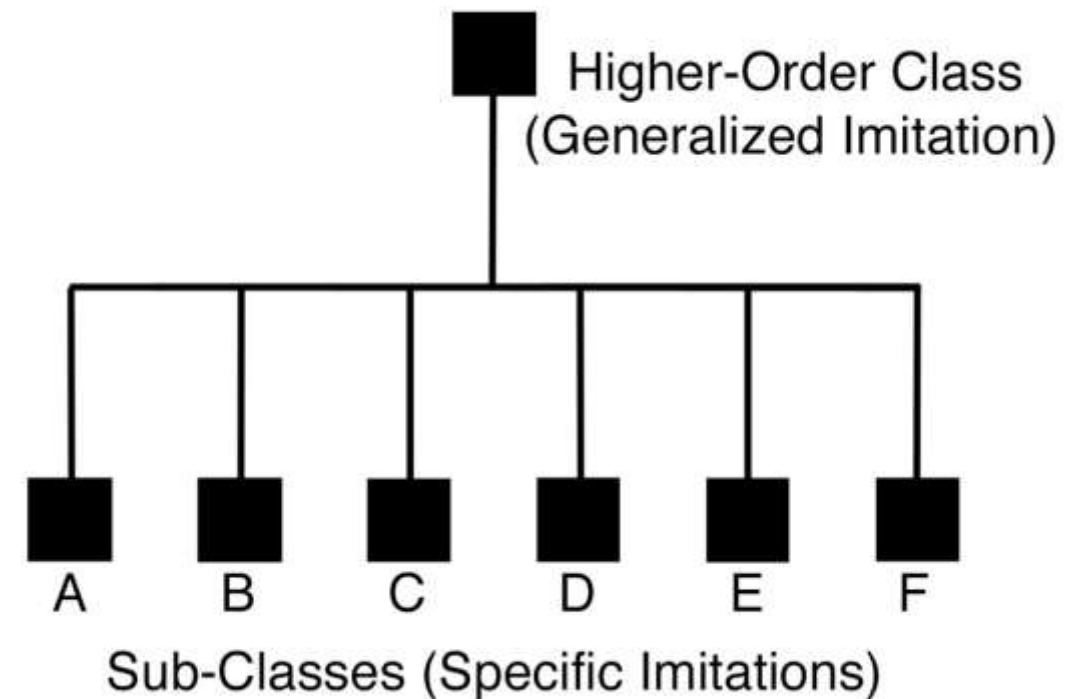 Higher-Order Class
(Generalized Imitation)
A B C D E F
Sub-Classes (Specific Imitations)